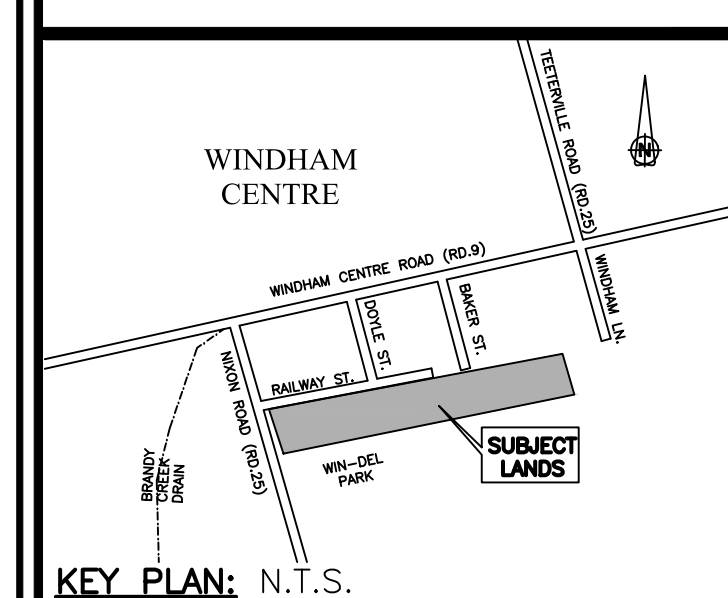 TEETERVILLE ROAD (RD.25)
N
WINDHAM
CENTRE
WINDHAM CENTRE ROAD (RD.9)
WINDHAM LN.
DOYLE ST.
BAKER ST.
NIXON ROAD (RD.25)
RAILWAY ST.
SUBJECT
LANDS
WIN-DEL
PARK
BRANDY
CREEK
DRAIN
KEY PLAN: N.T.S.